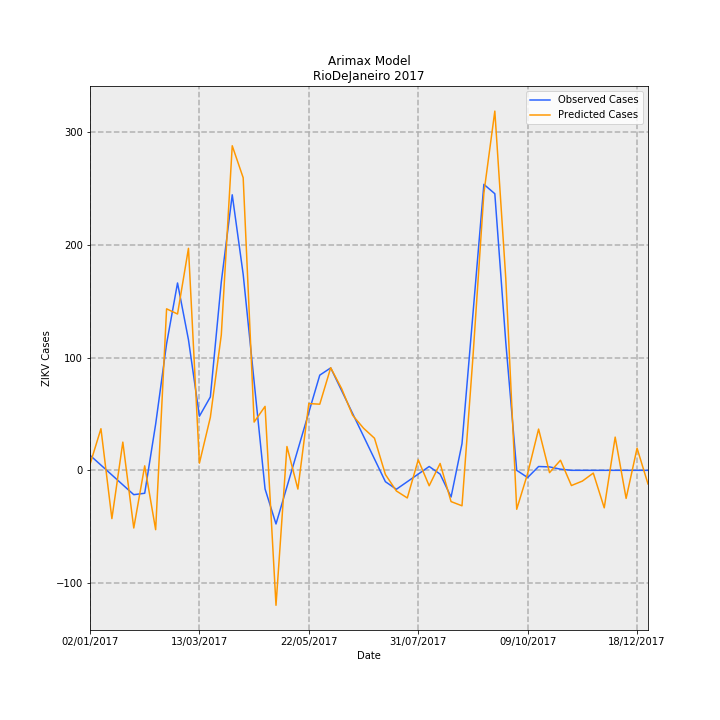 Arimax Model
RioDeJaneiro 2017
Observed Cases
Predicted Cases
300
200
100
0
−100
ZIKV Cases
02/01/2017 13/03/2017 22/05/2017 31/07/2017 09/10/2017 18/12/2017
Date